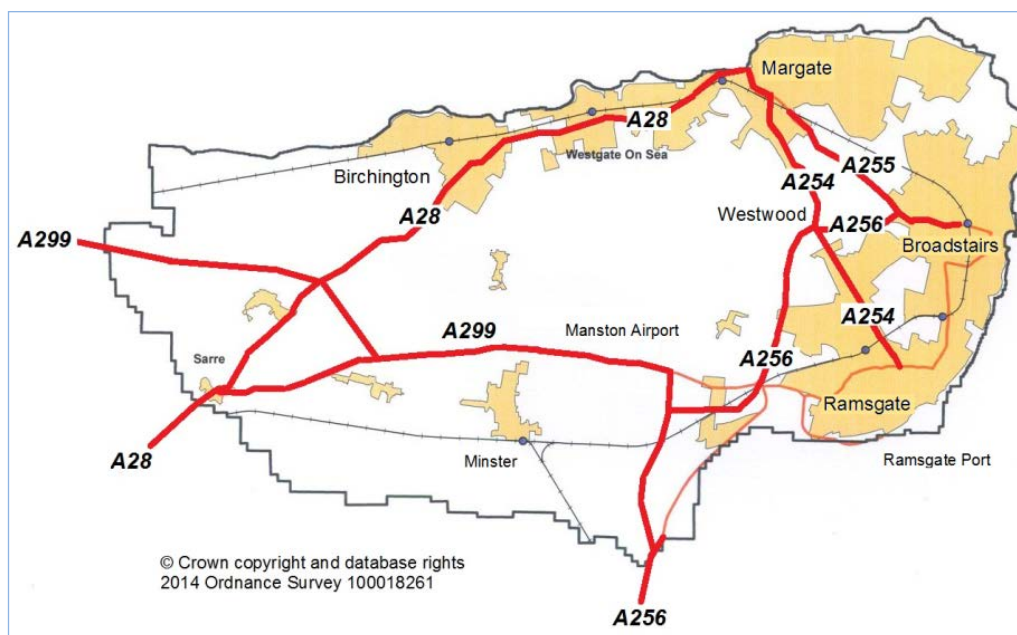 Margate
A28
Westgate On Sea
A255
Birchington
A254
A28
Westwood
A256
A299
Broadstairs
A299
Manston Airport
A254
Sarre
A256
Ramsgate
A28
Minster
Ramsgate Port
© Crown copyright and database rights
2014 Ordnance Survey 100018261
A256